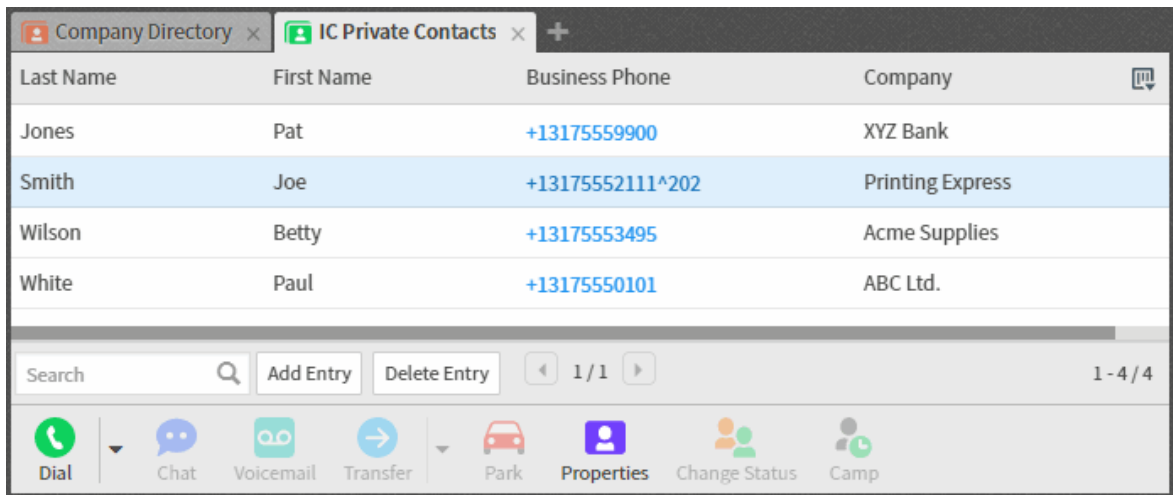 Company Directory × IC Private Contacts × +
Last Name First Name Business Phone Company
Jones Pat +13175559900 XYZ Bank
Smith Joe +13175552111^202 Printing Express
Wilson Betty +13175553495 Acme Supplies
White Paul +13175550101 ABC Ltd.
Search Add Entry Delete Entry 1 / 1 1 - 4 / 4
Dial Chat Voicemail Transfer Park Properties Change Status Camp